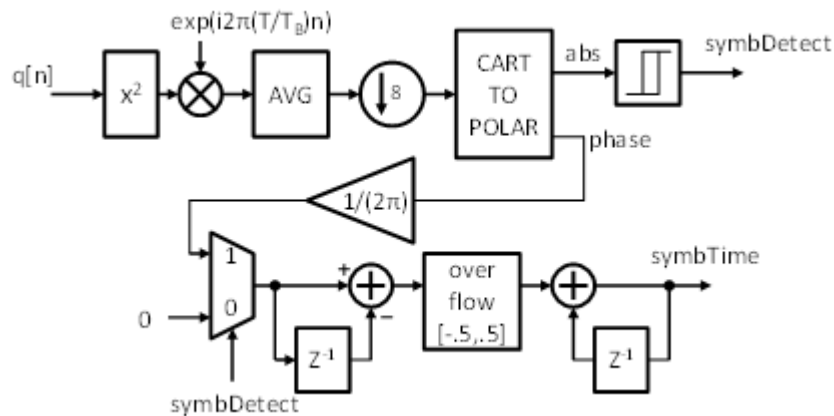 exp(i2π(T/T_B)n)
q[n]
x²
AVG
8
CART
TO
POLAR
abs
symbDetect
phase
1/(2π)
1
0
0
symbDetect
+
−
Z⁻¹
over
flow
[-.5,.5]
symbTime
Z⁻¹